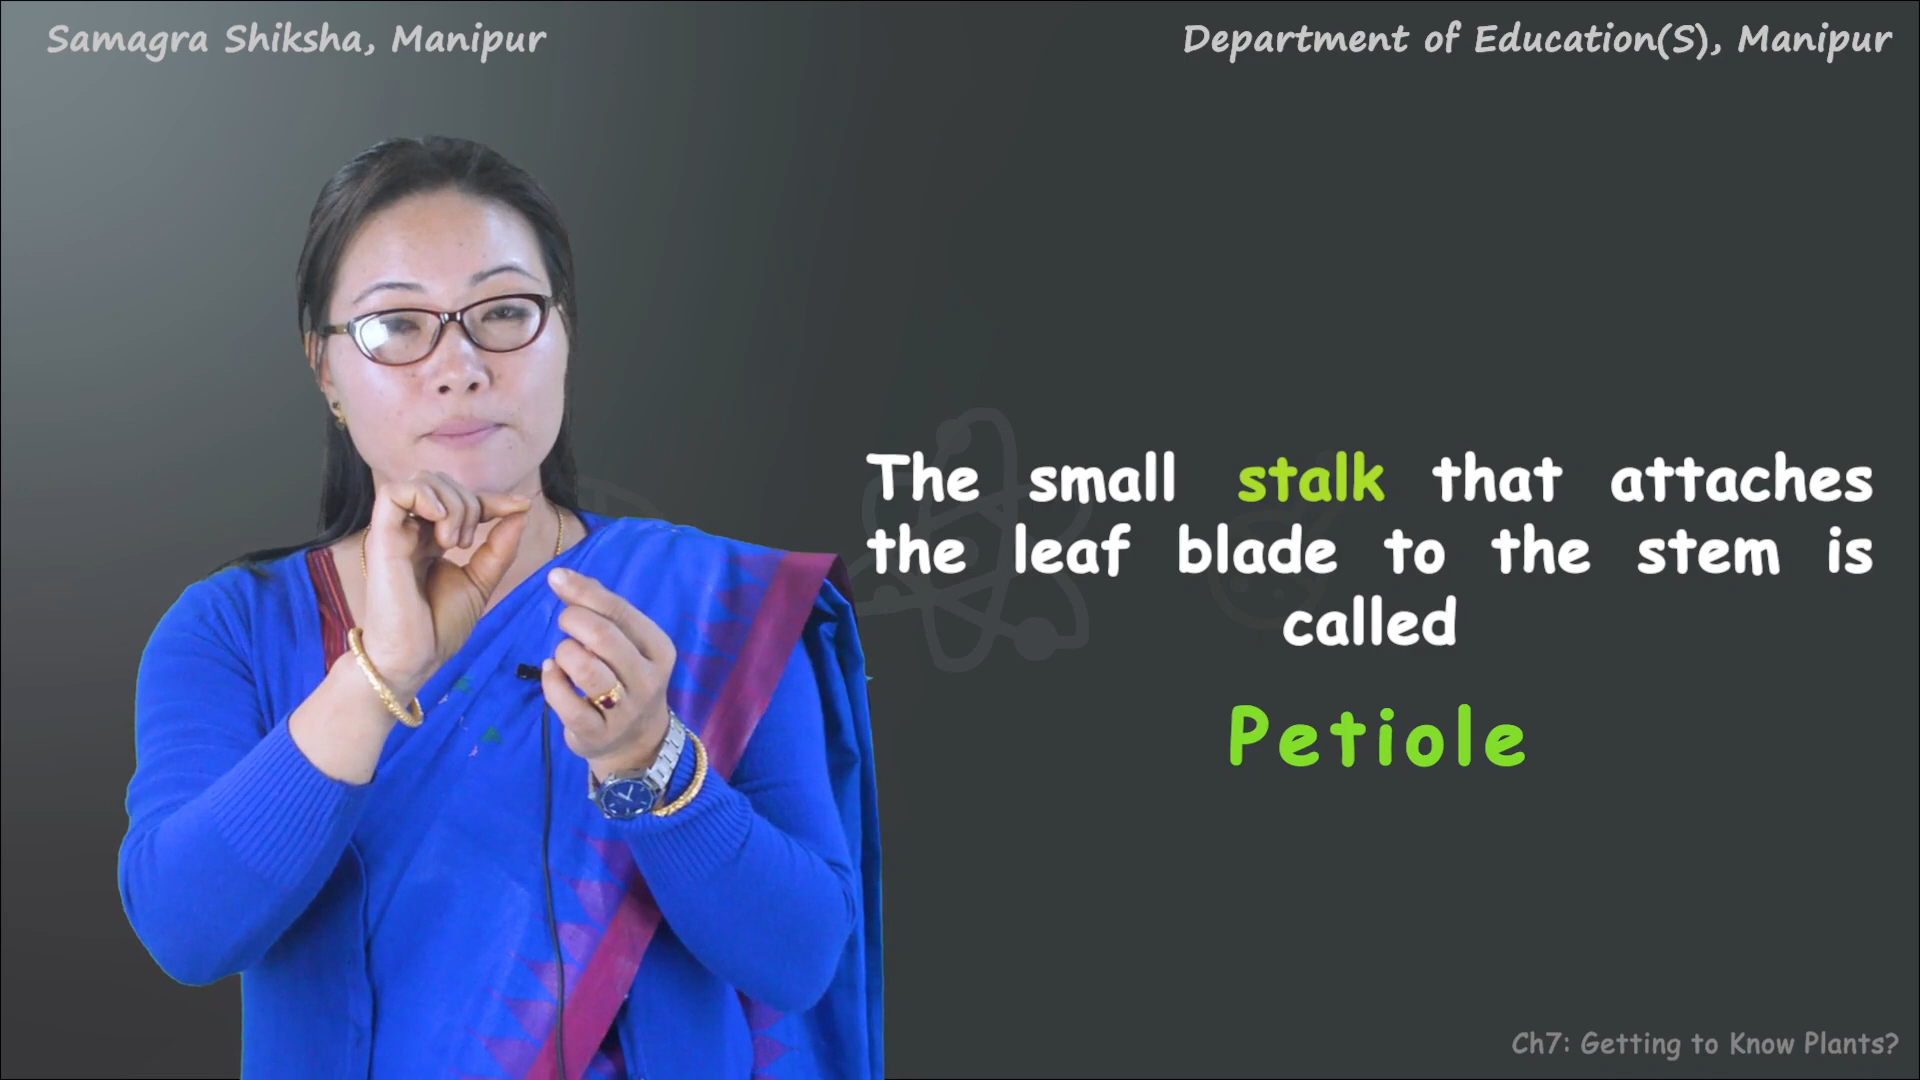 Samagra Shiksha, Manipur
Department of Education(S), Manipur
The small stalk that attaches
the leaf blade to the stem is
called
Petiole
Ch7: Getting to Know Plants?